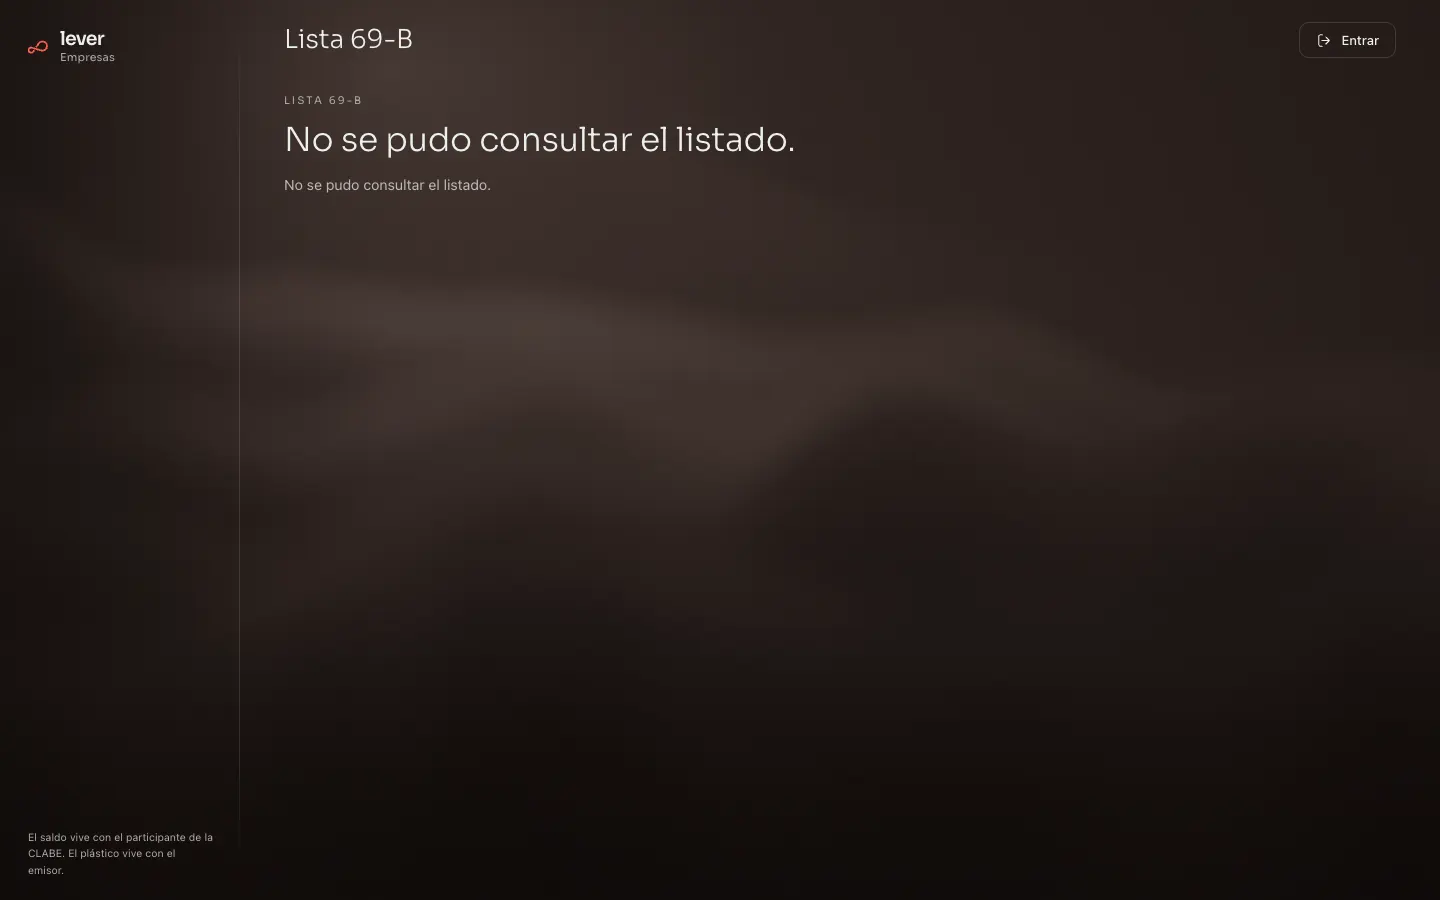 lever
Empresas
Lista 69-B
Entrar
LISTA 69-B
No se pudo consultar el listado.
No se pudo consultar el listado.
El saldo vive con el participante de la
CLABE. El plástico vive con el
emisor.